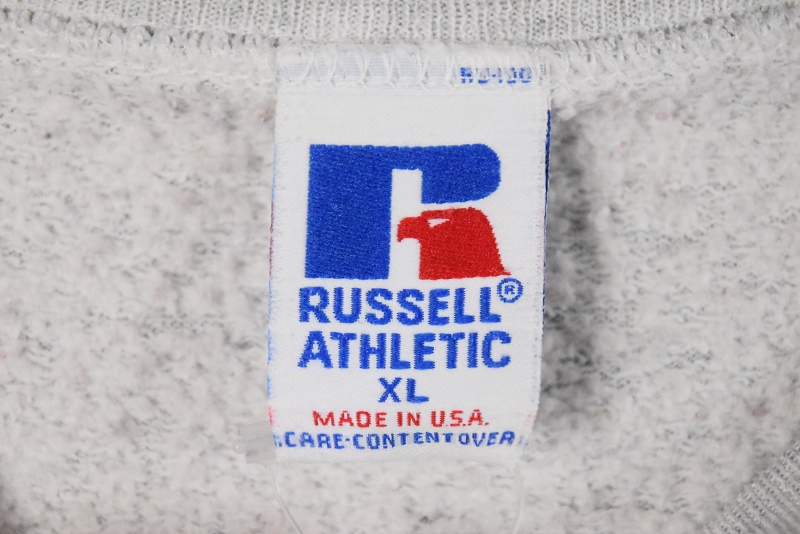 RUSSELL®
ATHLETIC
XL
MADE IN U.S.A.
CARE-CONTENT OVER